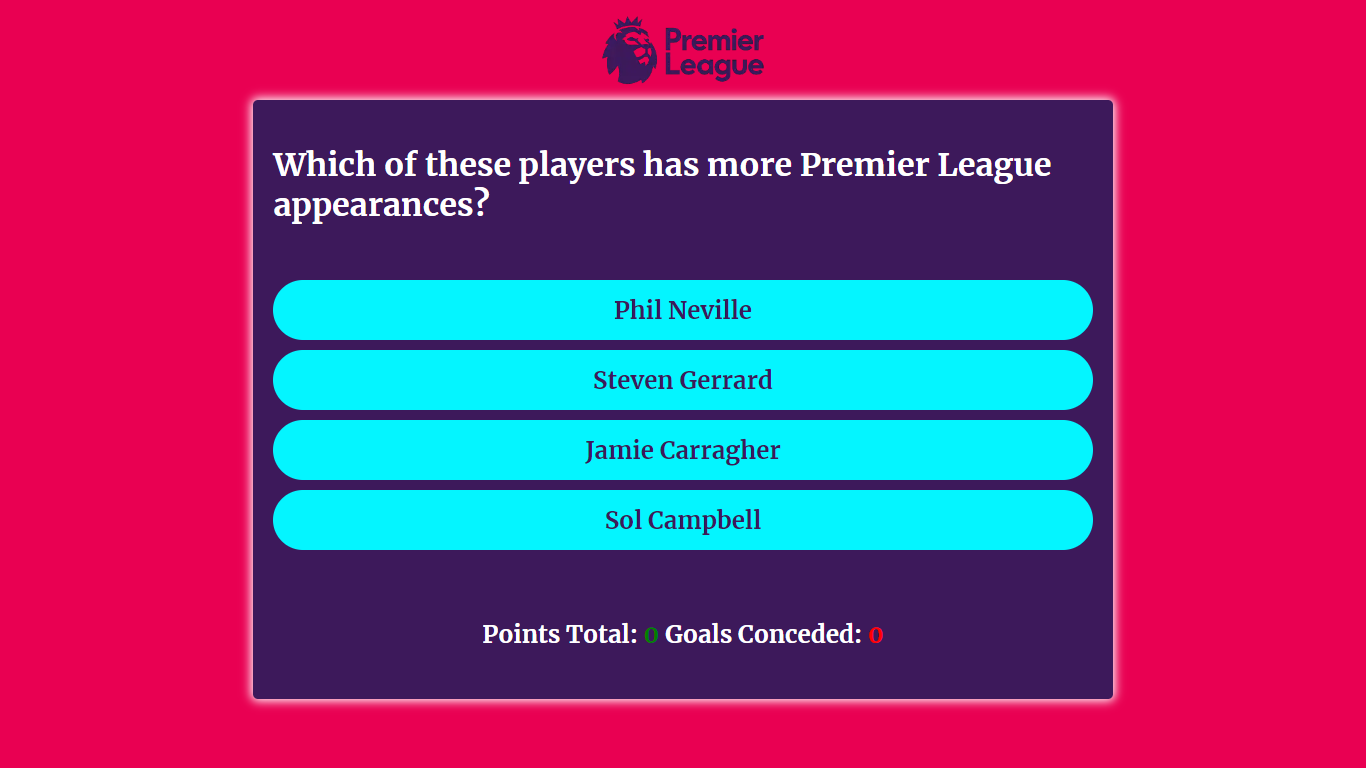 Premier
League
Which of these players has more Premier League
appearances?
Phil Neville
Steven Gerrard
Jamie Carragher
Sol Campbell
Points Total: 0 Goals Conceded: 0